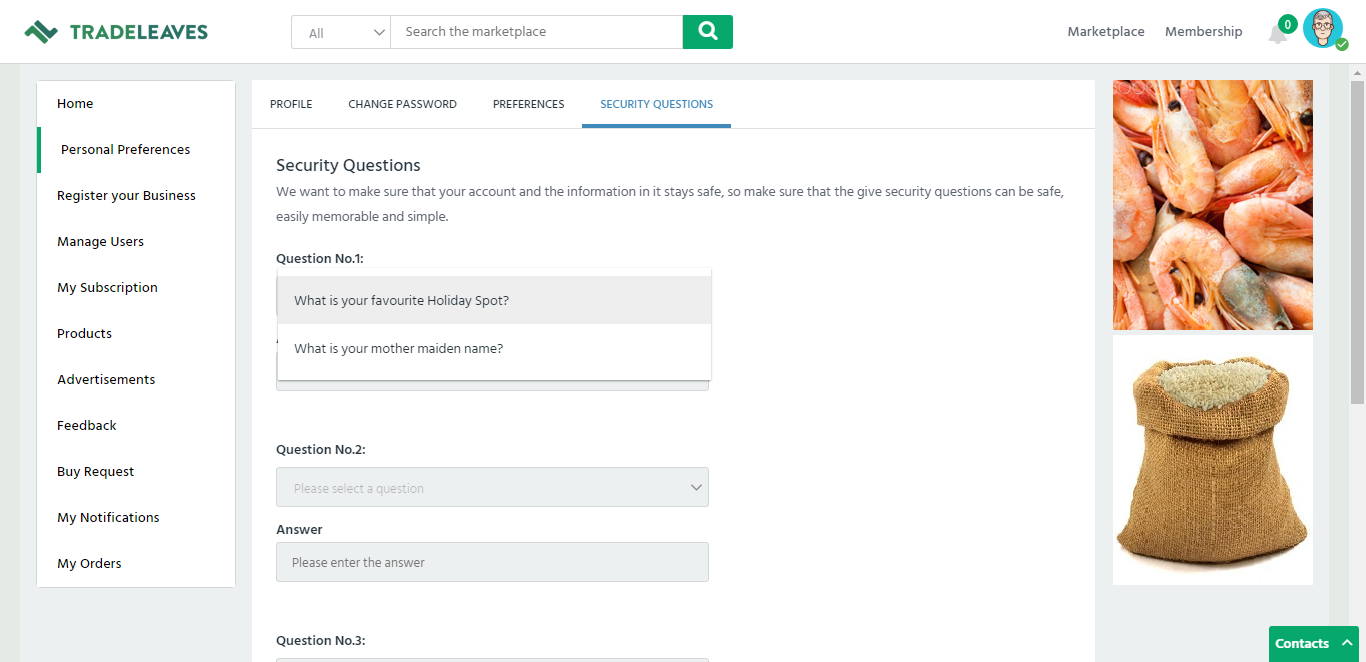 TRADELEAVES
All
Search the marketplace
Marketplace
Membership
0
Home
Personal Preferences
Register your Business
Manage Users
My Subscription
Products
Advertisements
Feedback
Buy Request
My Notifications
My Orders
PROFILE
CHANGE PASSWORD
PREFERENCES
SECURITY QUESTIONS
Security Questions
We want to make sure that your account and the information in it stays safe, so make sure that the give security questions can be safe,
easily memorable and simple.
Question No.1:
What is your favourite Holiday Spot?
What is your mother maiden name?
Question No.2:
Please select a question
Answer
Please enter the answer
Question No.3:
Contacts